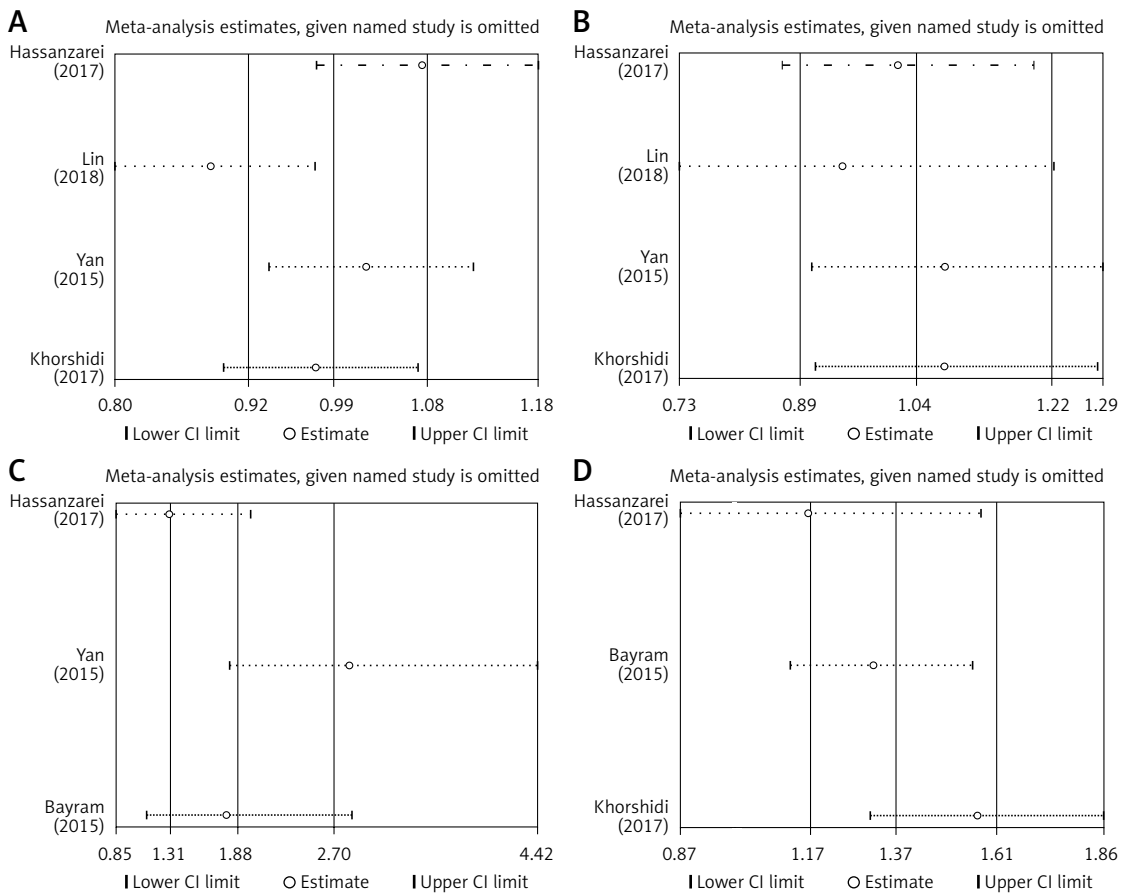 A
Meta-analysis estimates, given named study is omitted
Hassanzarei
(2017)
Lin
(2018)
Yan
(2015)
Khorshidi
(2017)
0.80 0.92 0.99 1.08 1.18
Lower CI limit Estimate Upper CI limit
B
Meta-analysis estimates, given named study is omitted
Hassanzarei
(2017)
Lin
(2018)
Yan
(2015)
Khorshidi
(2017)
0.73 0.89 1.04 1.22 1.29
Lower CI limit Estimate Upper CI limit
C
Meta-analysis estimates, given named study is omitted
Hassanzarei
(2017)
Yan
(2015)
Bayram
(2015)
0.85 1.31 1.88 2.70 4.42
Lower CI limit Estimate Upper CI limit
D
Meta-analysis estimates, given named study is omitted
Hassanzarei
(2017)
Bayram
(2015)
Khorshidi
(2017)
0.87 1.17 1.37 1.61 1.86
Lower CI limit Estimate Upper CI limit